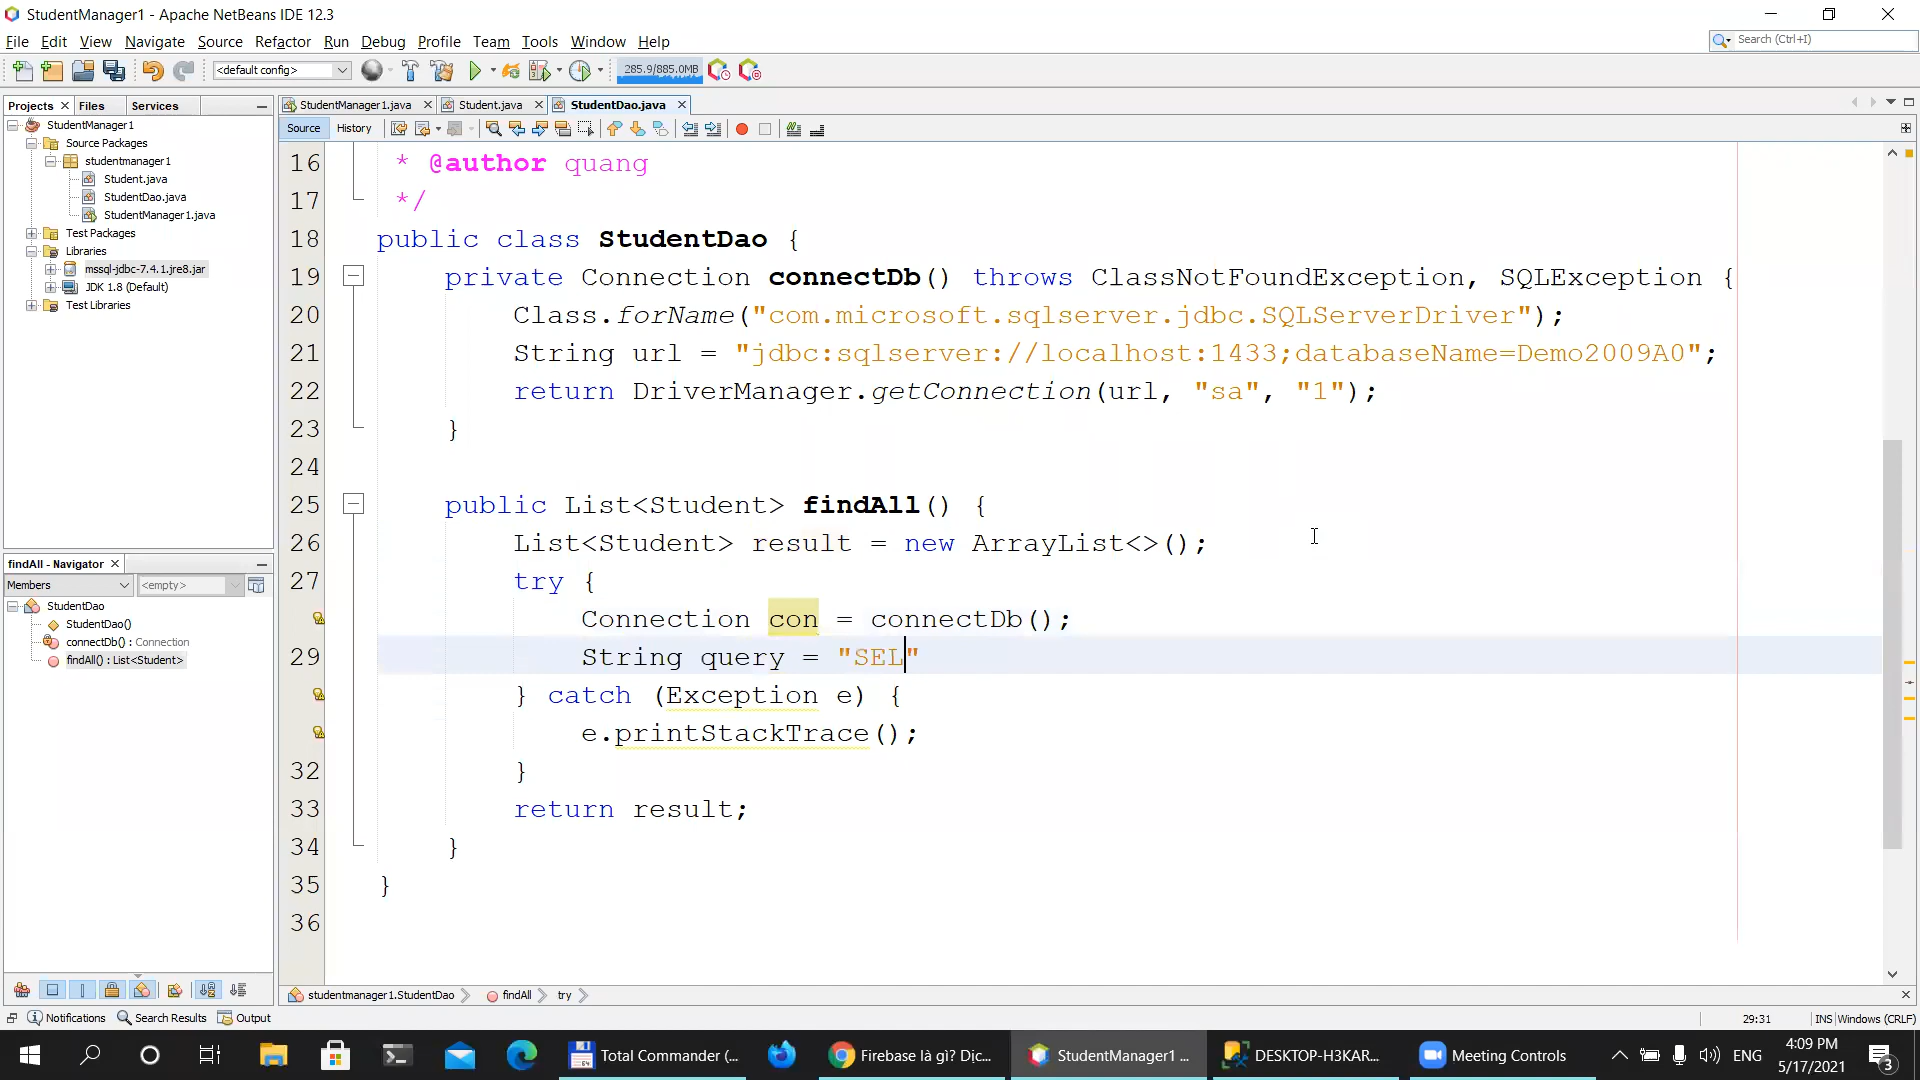 StudentManager1 - Apache NetBeans IDE 12.3
File Edit View Navigate Source Refactor Run Debug Profile Team Tools Window Help
Search (Ctrl+I)
<default config>
285.9/885.0MB
Projects Files Services
StudentManager1
Source Packages
studentmanager1
Student.java
StudentDao.java
StudentManager1.java
Test Packages
Libraries
mssql-jdbc-7.4.1.jre8.jar
JDK 1.8 (Default)
Test Libraries
findAll - Navigator
Members
<empty>
StudentDao
StudentDao()
connectDb() : Connection
findAll() : List<Student>
StudentManager1.java Student.java StudentDao.java
Source History
16 * @author quang
17 */
18 public class StudentDao {
19 private Connection connectDb() throws ClassNotFoundException, SQLException {
20 Class.forName("com.microsoft.sqlserver.jdbc.SQLServerDriver");
21 String url = "jdbc:sqlserver://localhost:1433;databaseName=Demo2009A0";
22 return DriverManager.getConnection(url, "sa", "1");
23 }
24
25 public List<Student> findAll() {
26 List<Student> result = new ArrayList<>();
27 try {
Connection con = connectDb();
29 String query = "SEL"
} catch (Exception e) {
e.printStackTrace();
32 }
33 return result;
34 }
35 }
36
studentmanager1.StudentDao findAll try
Notifications Search Results Output
29:31 INS Windows (CRLF)
Total Commander (...
Firebase là gì? Dịc...
StudentManager1 ...
DESKTOP-H3KAR...
Meeting Controls
ENG
4:09 PM
5/17/2021
3